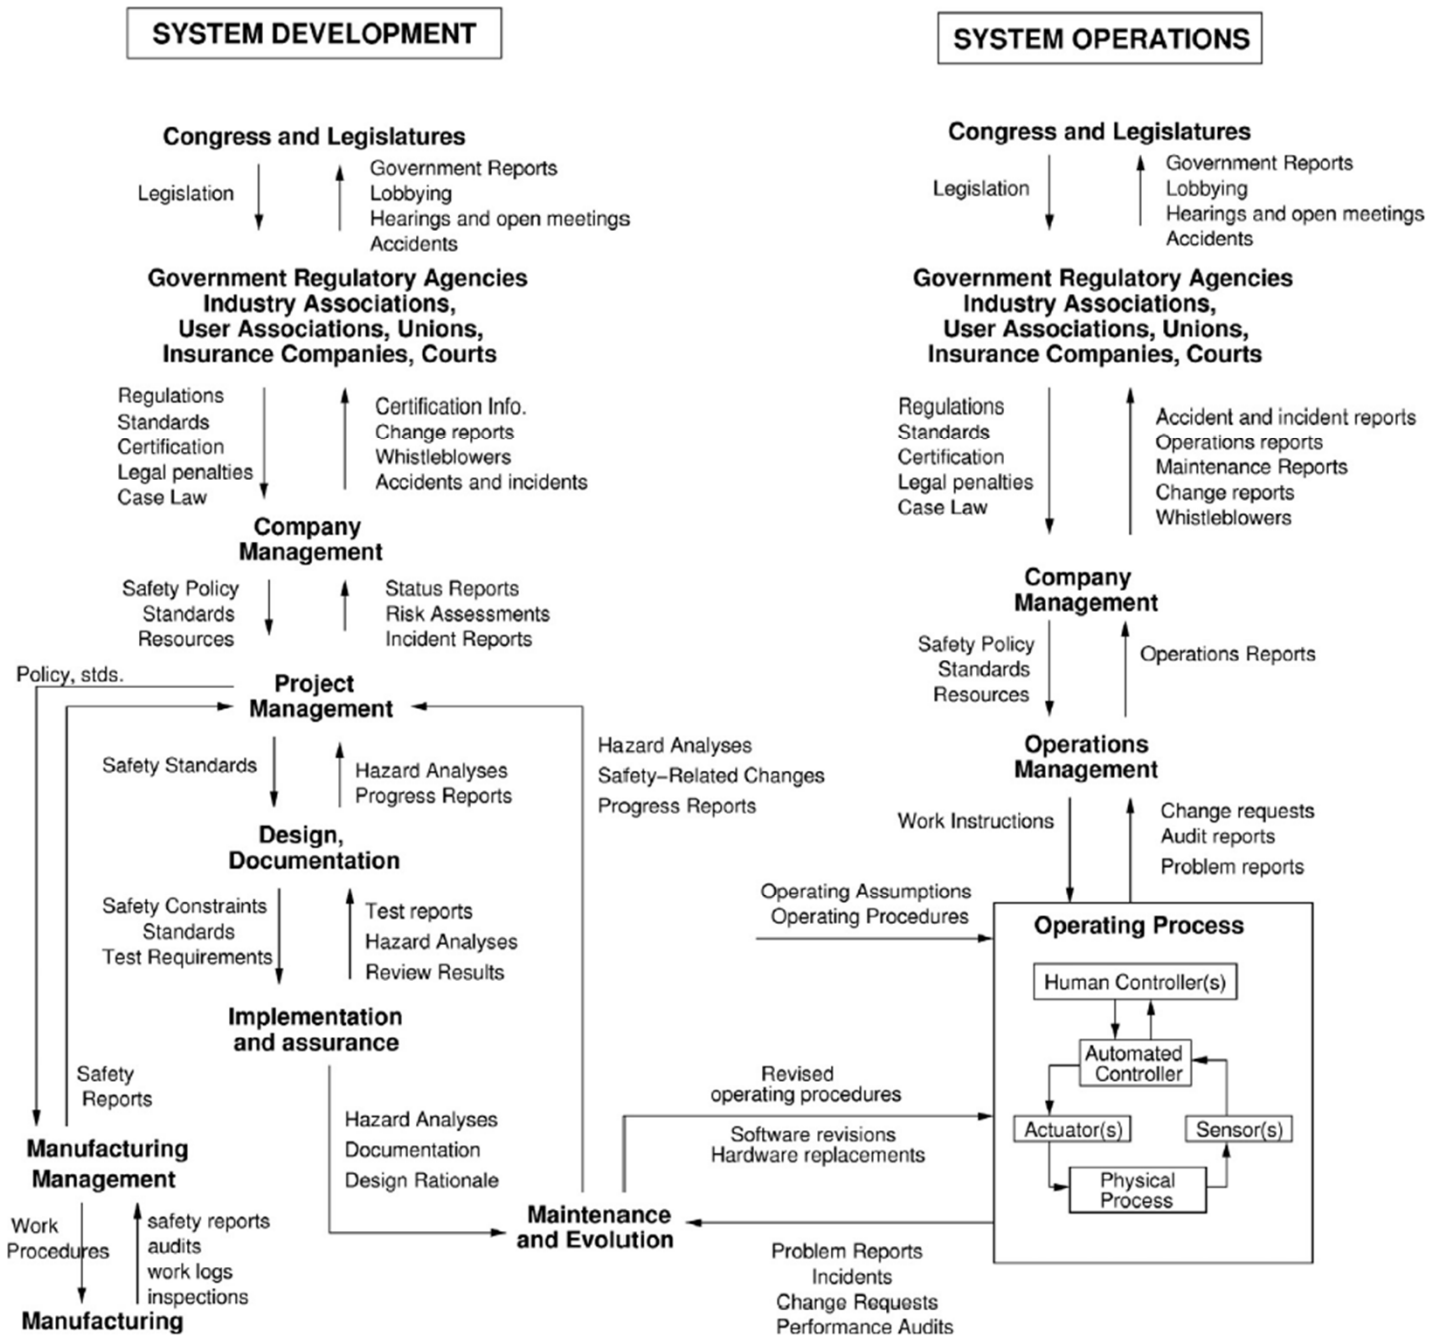 SYSTEM DEVELOPMENT
Congress and Legislatures
Legislation
Government Reports
Lobbying
Hearings and open meetings
Accidents
Government Regulatory Agencies
Industry Associations,
User Associations, Unions,
Insurance Companies, Courts
Regulations
Standards
Certification
Legal penalties
Case Law
Certification Info.
Change reports
Whistleblowers
Accidents and incidents
Company
Management
Safety Policy
Standards
Resources
Status Reports
Risk Assessments
Incident Reports
Policy, stds.
Project
Management
Safety Standards
Hazard Analyses
Progress Reports
Hazard Analyses
Safety–Related Changes
Progress Reports
Design,
Documentation
Safety Constraints
Standards
Test Requirements
Test reports
Hazard Analyses
Review Results
Implementation
and assurance
Safety
Reports
Hazard Analyses
Documentation
Design Rationale
Manufacturing
Management
Work
Procedures
safety reports
audits
work logs
inspections
Manufacturing
Maintenance
and Evolution
SYSTEM OPERATIONS
Congress and Legislatures
Legislation
Government Reports
Lobbying
Hearings and open meetings
Accidents
Government Regulatory Agencies
Industry Associations,
User Associations, Unions,
Insurance Companies, Courts
Regulations
Standards
Certification
Legal penalties
Case Law
Accident and incident reports
Operations reports
Maintenance Reports
Change reports
Whistleblowers
Company
Management
Safety Policy
Standards
Resources
Operations Reports
Operations
Management
Work Instructions
Change requests
Audit reports
Problem reports
Operating Assumptions
Operating Procedures
Operating Process
Human Controller(s)
Automated
Controller
Actuator(s)
Sensor(s)
Physical
Process
Revised
operating procedures
Software revisions
Hardware replacements
Problem Reports
Incidents
Change Requests
Performance Audits